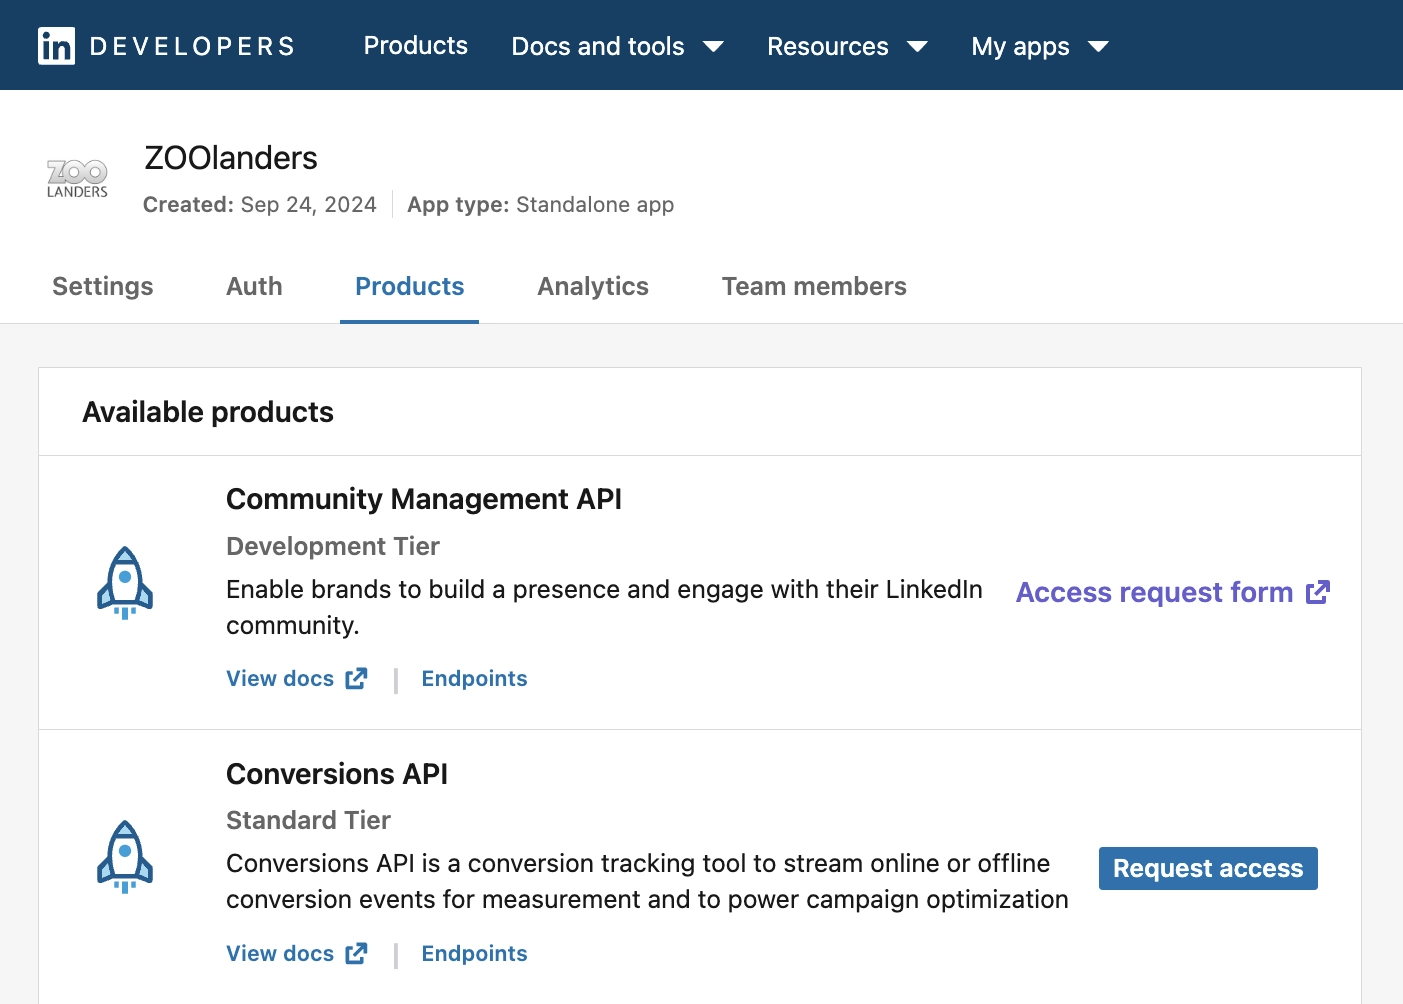 in DEVELOPERS Products Docs and tools Resources My apps
ZOO
LANDERS
ZOOlanders
Created: Sep 24, 2024 App type: Standalone app
Settings Auth Products Analytics Team members
Available products
Community Management API
Development Tier
Enable brands to build a presence and engage with their LinkedIn
community.
Access request form
View docs | Endpoints
Conversions API
Standard Tier
Conversions API is a conversion tracking tool to stream online or offline
conversion events for measurement and to power campaign optimization
Request access
View docs | Endpoints